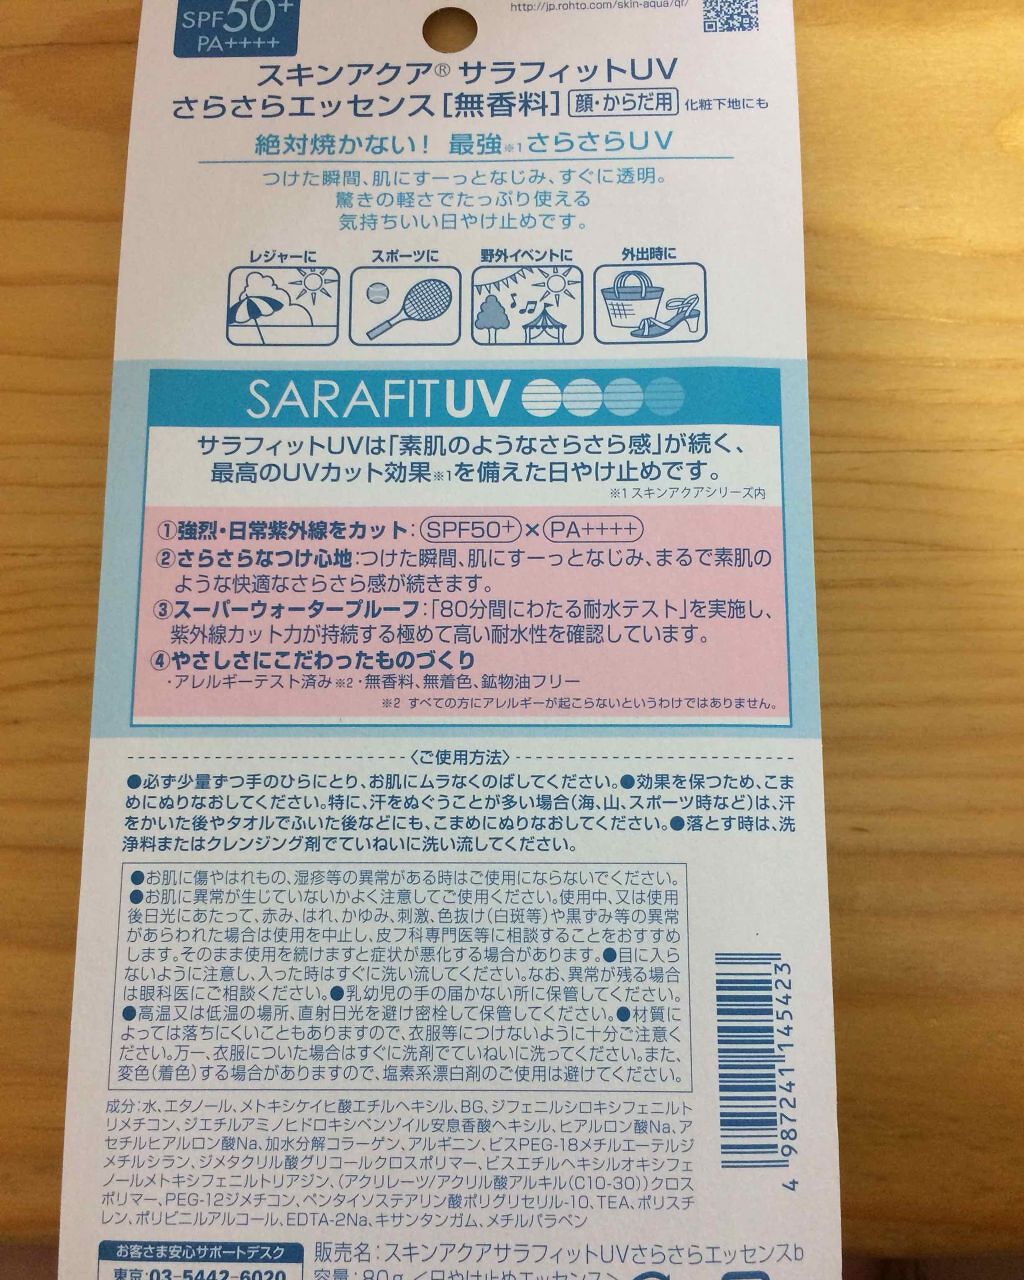 SPF50+
PA++++
http://jp.rohto.com/skin-aqua/qr/
スキンアクア® サラフィットUV
さらさらエッセンス[無香料] 顔・からだ用 化粧下地にも
絶対焼かない! 最強※1さらさらUV
つけた瞬間、肌にすーっとなじみ、すぐに透明。
驚きの軽さでたっぷり使える
気持ちいい日やけ止めです。
レジャーに スポーツに 野外イベントに 外出時に
SARAFITUV
サラフィットUVは「素肌のようなさらさら感」が続く、
最高のUVカット効果※1を備えた日やけ止めです。
※1 スキンアクアシリーズ内
①強烈・日常紫外線をカット:SPF50+×PA++++
②さらさらなつけ心地:つけた瞬間、肌にすーっとなじみ、まるで素肌の
ような快適なさらさら感が続きます。
③スーパーウォータープルーフ:「80分間にわたる耐水テスト」を実施し、
紫外線カット力が持続する極めて高い耐水性を確認しています。
④やさしさにこだわったものづくり
・アレルギーテスト済み※2・無香料、無着色、鉱物油フリー
※2 すべての方にアレルギーが起こらないというわけではありません。
〈ご使用方法〉
●必ず少量ずつ手のひらにとり、お肌にムラなくのばしてください。●効果を保つため、こま
めにぬりなおしてください。特に、汗をぬぐうことが多い場合(海、山、スポーツ時など)は、汗
をかいた後やタオルでふいた後などにも、こまめにぬりなおしてください。●落とす時は、洗
浄料またはクレンジング剤でていねいに洗い流してください。
●お肌に傷やはれもの、湿疹等の異常がある時はご使用にならないでください。
●お肌に異常が生じていないかよく注意してご使用ください。使用中、又は使用
後日光にあたって、赤み、はれ、かゆみ、刺激、色抜け(白斑等)や黒ずみ等の異常
があらわれた場合は使用を中止し、皮フ科専門医等に相談することをおすすめ
します。そのまま使用を続けますと症状が悪化する場合があります。●目に入ら
ないように注意し、入った時はすぐに洗い流してください。なお、異常が残る場合
は眼科医にご相談ください。●乳幼児の手の届かない所に保管してください。
●高温又は低温の場所、直射日光を避け密栓して保管してください。●材質に
よっては落ちにくいこともありますので、衣服等につけないように十分ご注意く
ださい。万一、衣服についた場合はすぐに洗剤でていねいに洗ってください。また、
変色(着色)する場合がありますので、塩素系漂白剤のご使用は避けてください。
4 987241 145423
成分:水、エタノール、メトキシケイヒ酸エチルヘキシル、BG、ジフェニルシロキシフェニルト
リメチコン、ジエチルアミノヒドロキシベンゾイル安息香酸ヘキシル、ヒアルロン酸Na、ア
セチルヒアルロン酸Na、加水分解コラーゲン、アルギニン、ビスPEG-18メチルエーテルジ
メチルシラン、ジメタクリル酸グリコールクロスポリマー、ビスエチルヘキシルオキシフェ
ノールメトキシフェニルトリアジン、(アクリレーツ/アクリル酸アルキル(C10-30))クロス
ポリマー、PEG-12ジメチコン、ペンタイソステアリン酸ポリグリセリル-10、TEA、ポリスチ
レン、ポリビニルアルコール、EDTA-2Na、キサンタンガム、メチルパラベン
お客さま安心サポートデスク
東京:03-5442-6020
販売名:スキンアクアサラフィットUVさらさらエッセンスb
容量:80g <日やけ止めエッセンス>